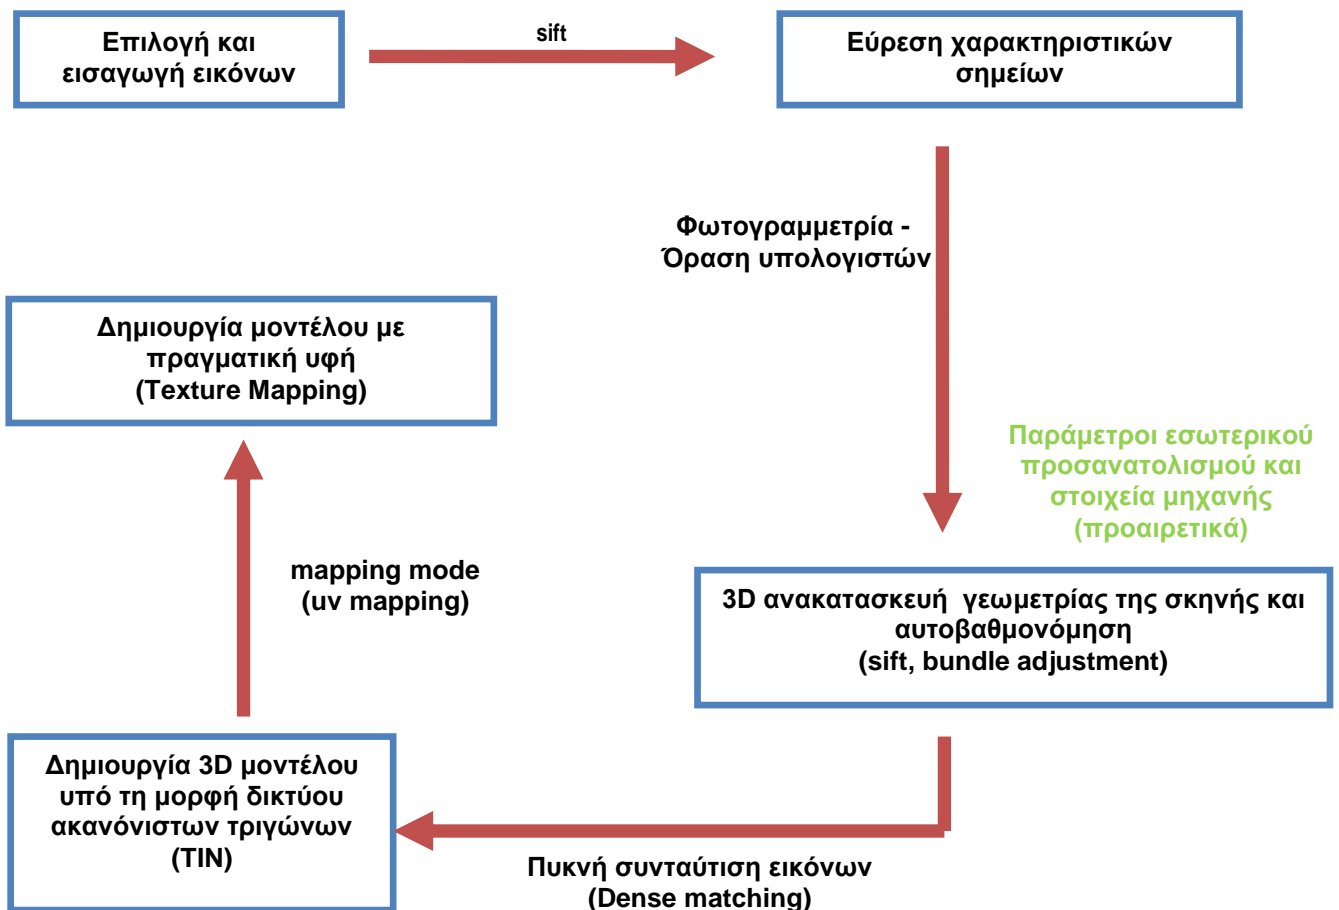 Επιλογή και
εισαγωγή εικόνων
sift
Εύρεση χαρακτηριστικών
σημείων
Φωτογραμμετρία -
Όραση υπολογιστών
Παράμετροι εσωτερικού
προσανατολισμού και
στοιχεία μηχανής
(προαιρετικά)
3D ανακατασκευή γεωμετρίας της σκηνής και
αυτοβαθμονόμηση
(sift, bundle adjustment)
Πυκνή συνταύτιση εικόνων
(Dense matching)
Δημιουργία 3D μοντέλου
υπό τη μορφή δικτύου
ακανόνιστων τριγώνων
(TIN)
mapping mode
(uv mapping)
Δημιουργία μοντέλου με
πραγματική υφή
(Texture Mapping)